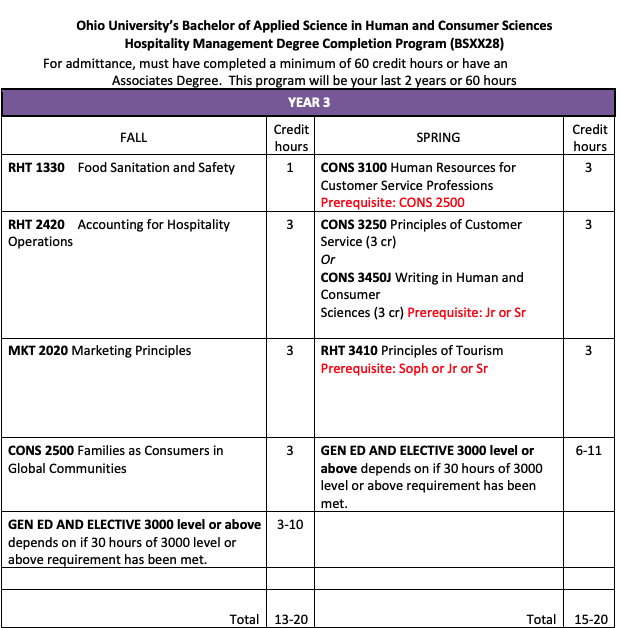 Ohio University’s Bachelor of Applied Science in Human and Consumer Sciences
Hospitality Management Degree Completion Program (BSXX28)
For admittance, must have completed a minimum of 60 credit hours or have an
Associates Degree.  This program will be your last 2 years or 60 hours
YEAR 3
FALL
Credit
hours
SPRING
Credit
hours
RHT 1330 Food Sanitation and Safety
1
CONS 3100 Human Resources for
Customer Service Professions
Prerequisite: CONS 2500
3
RHT 2420 Accounting for Hospitality
Operations
3
CONS 3250 Principles of Customer
Service (3 cr)
Or
CONS 3450J Writing in Human and
Consumer
Sciences (3 cr) Prerequisite: Jr or Sr
3
MKT 2020 Marketing Principles
3
RHT 3410 Principles of Tourism
Prerequisite: Soph or Jr or Sr
3
CONS 2500 Families as Consumers in
Global Communities
3
GEN ED AND ELECTIVE 3000 level or
above depends on if 30 hours of 3000
level or above requirement has been
met.
6-11
GEN ED AND ELECTIVE 3000 level or above
depends on if 30 hours of 3000 level or
above requirement has been met.
3-10
Total
13-20
Total
15-20